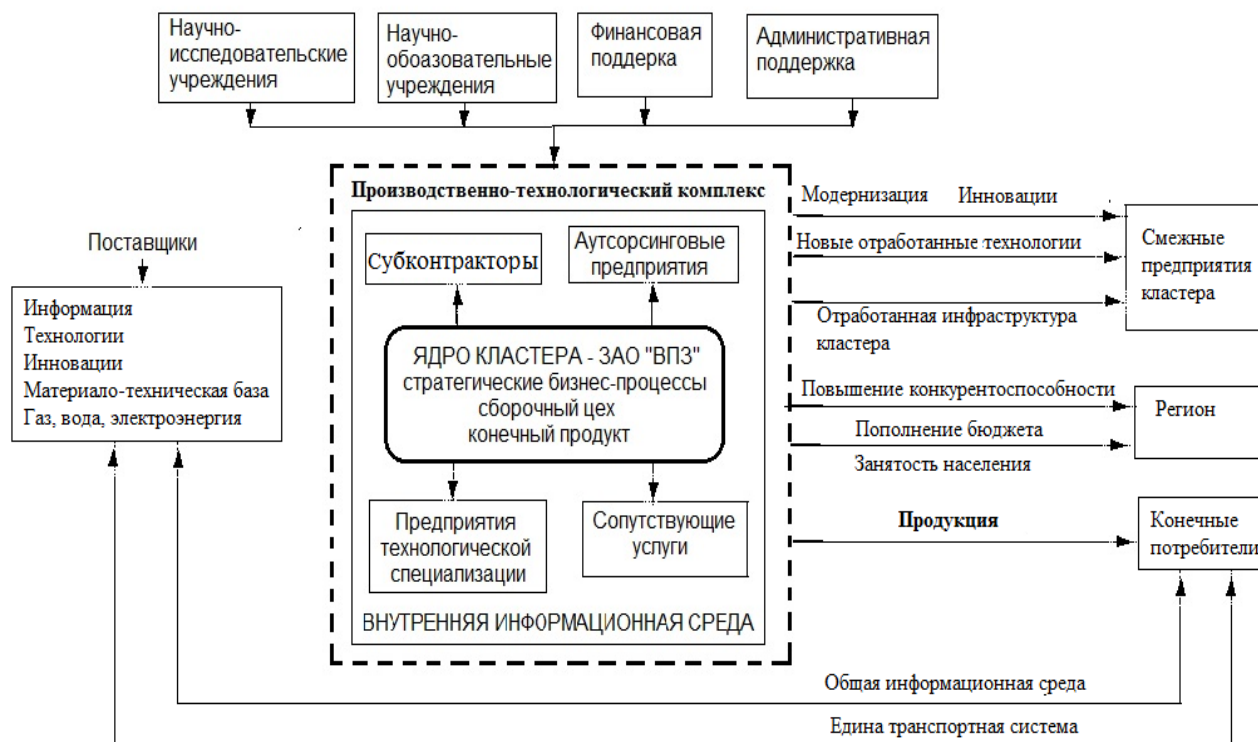 Научно-
исследовательские
учреждения
Научно-
обоазовательные
учреждения
Финансовая
поддерка
Административная
поддержка
Производственно-технологический комплекс
Субконтракторы
Аутсорсинговые
предприятия
ЯДРО КЛАСТЕРА - ЗАО "ВПЗ"
стратегические бизнес-процессы
сборочный цех
конечный продукт
Предприятия
технологической
специализации
Сопутствующие
услуги
ВНУТРЕННЯЯ ИНФОРМАЦИОННАЯ СРЕДА
Поставщики
Информация
Технологии
Инновации
Материало-техническая база
Газ, вода, электроэнергия
Модернизация Инновации
Новые отработанные технологии
Отработанная инфраструктура
кластера
Смежные
предприятия
кластера
Повышение конкурентоспособности
Пополнение бюджета
Занятость населения
Регион
Продукция
Конечные
потребители
Общая информационная среда
Едина транспортная система